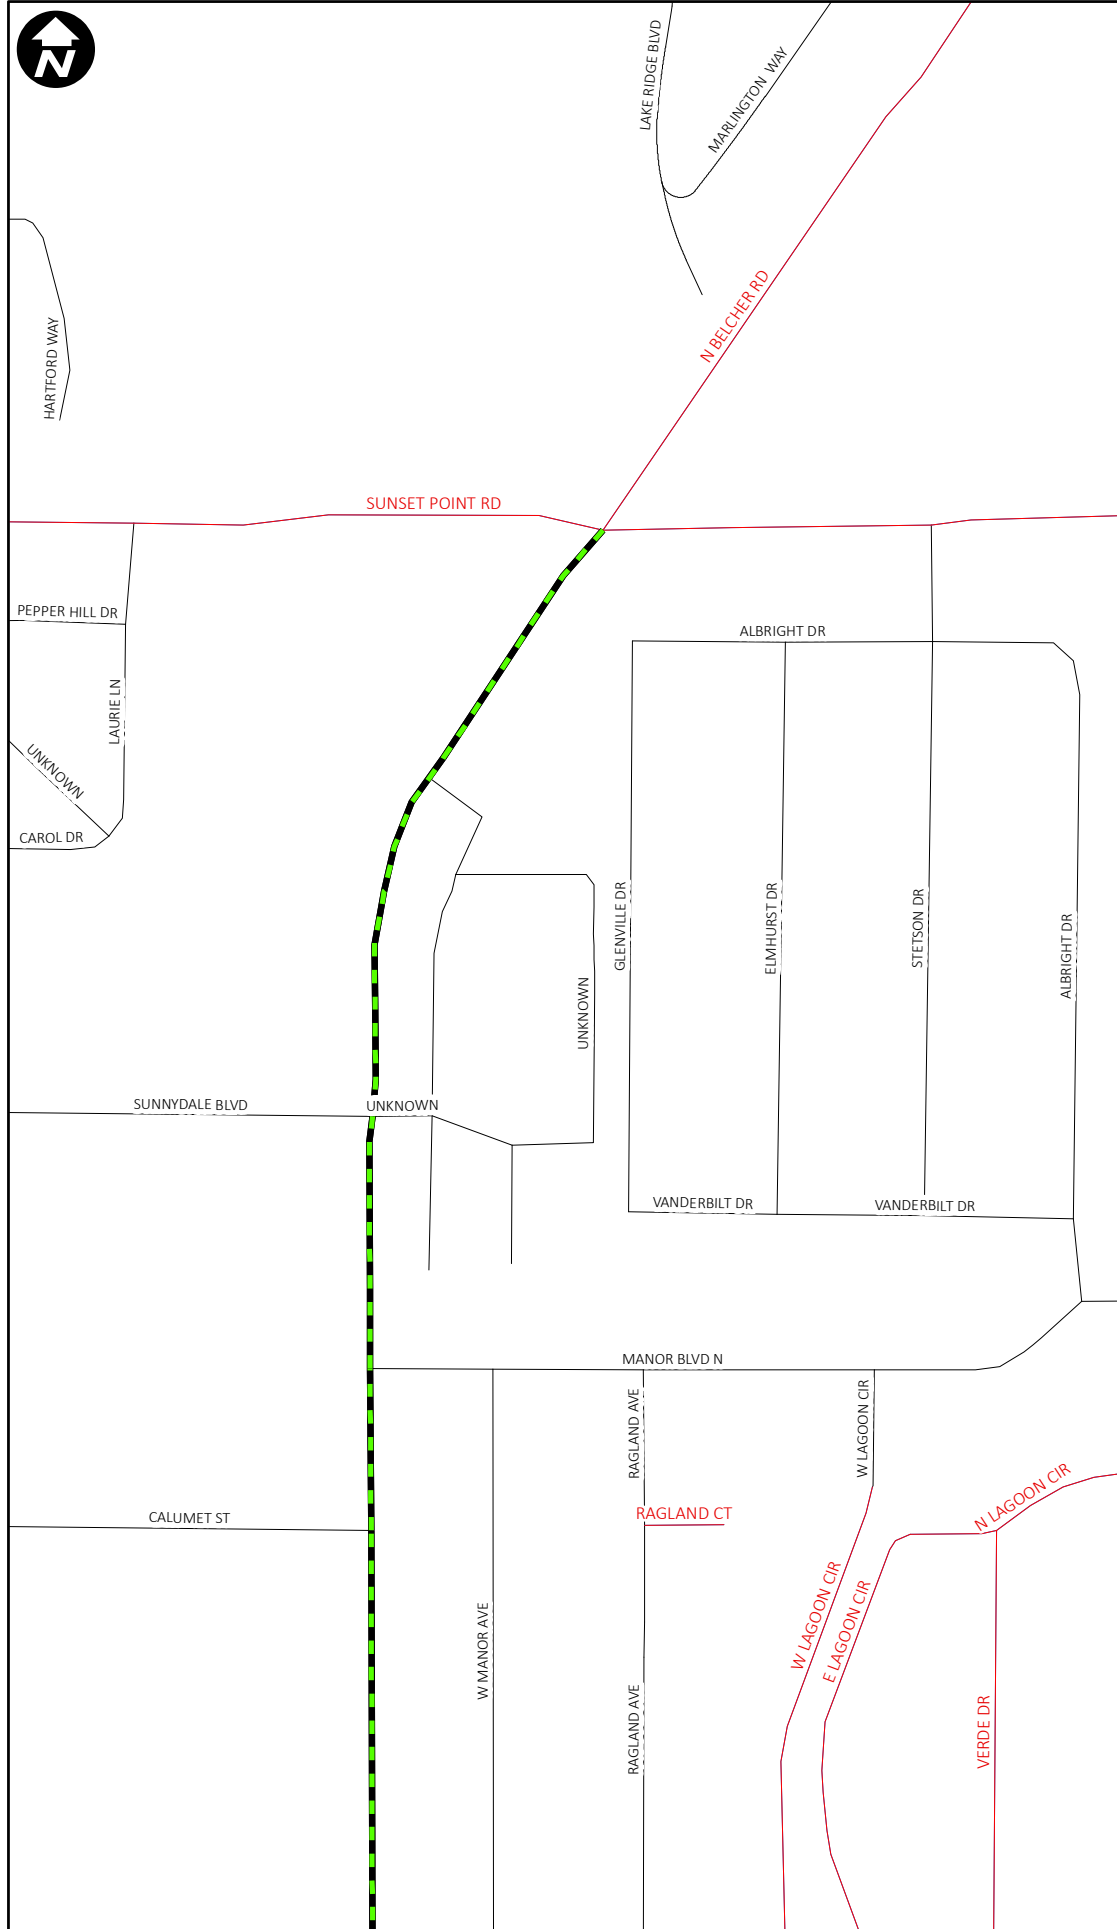 N
LAKE RIDGE BLVD
MARLINGTON WAY
N BELCHER RD
HARTFORD WAY
SUNSET POINT RD
PEPPER HILL DR
ALBRIGHT DR
LAURIE LN
UNKNOWN
CAROL DR
GLENVILLE DR
ELMHURST DR
STETSON DR
ALBRIGHT DR
UNKNOWN
SUNNYDALE BLVD
UNKNOWN
VANDERBILT DR
VANDERBILT DR
MANOR BLVD N
RAGLAND AVE
W LAGOON CIR
N LAGOON CIR
CALUMET ST
RAGLAND CT
W LAGOON CIR
E LAGOON CIR
W MANOR AVE
RAGLAND AVE
VERDE DR